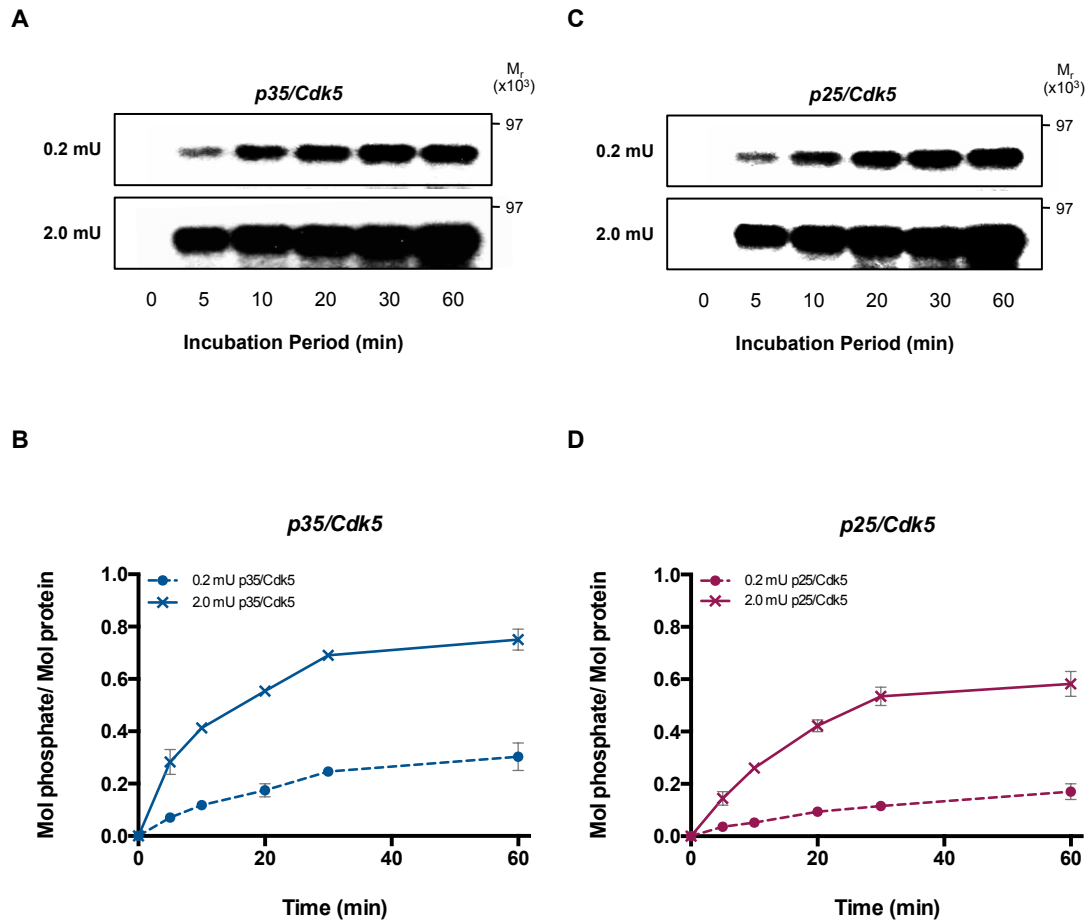 A
p35/Cdk5
Mr
(x10³)
0.2 mU
97
2.0 mU
97
0 5 10 20 30 60
Incubation Period (min)
C
p25/Cdk5
Mr
(x10³)
0.2 mU
97
2.0 mU
97
0 5 10 20 30 60
Incubation Period (min)
B
p35/Cdk5
0.2 mU p35/Cdk5
2.0 mU p35/Cdk5
Mol phosphate/ Mol protein
1.0
0.8
0.6
0.4
0.2
0.0
0 20 40 60
Time (min)
D
p25/Cdk5
0.2 mU p25/Cdk5
2.0 mU p25/Cdk5
Mol phosphate/ Mol protein
1.0
0.8
0.6
0.4
0.2
0.0
0 20 40 60
Time (min)